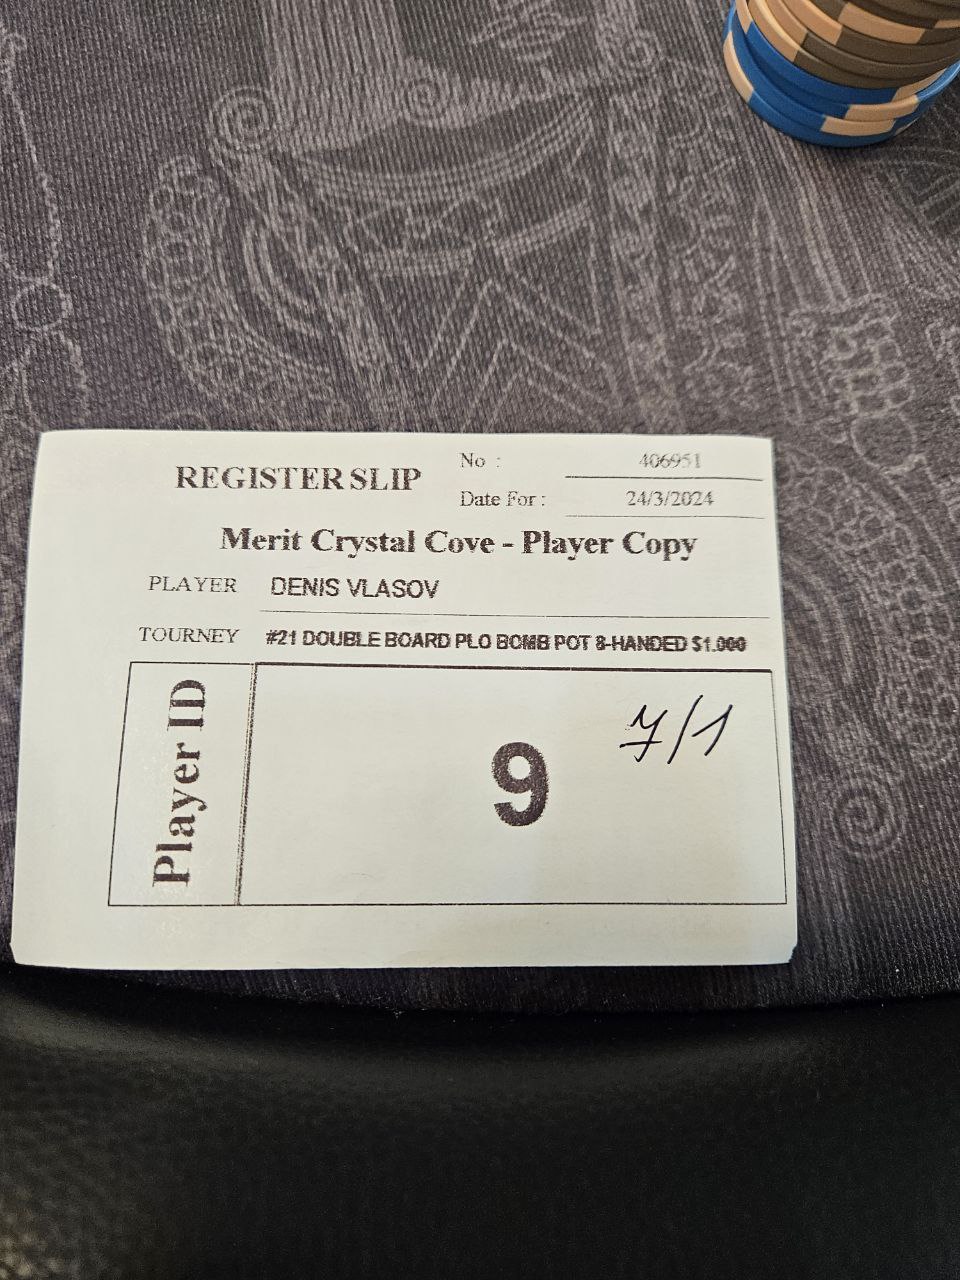 REGISTER SLIP
No : 406951
Date For : 24/3/2024
Merit Crystal Cove - Player Copy
PLAYER DENIS VLASOV
TOURNEY #21 DOUBLE BOARD PLO BOMB POT 8-HANDED $1.000
Player ID
9
7/1